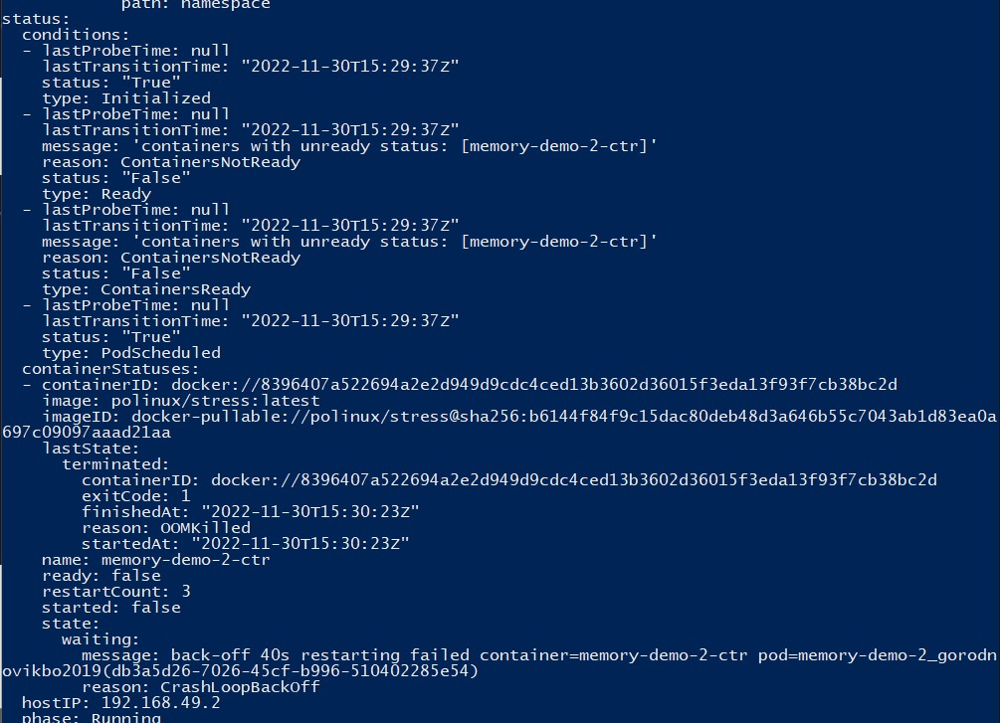 path: namespace
status:
conditions:
- lastProbeTime: null
lastTransitionTime: "2022-11-30T15:29:37Z"
status: "True"
type: Initialized
- lastProbeTime: null
lastTransitionTime: "2022-11-30T15:29:37Z"
message: 'containers with unready status: [memory-demo-2-ctr]'
reason: ContainersNotReady
status: "False"
type: Ready
- lastProbeTime: null
lastTransitionTime: "2022-11-30T15:29:37Z"
message: 'containers with unready status: [memory-demo-2-ctr]'
reason: ContainersNotReady
status: "False"
type: ContainersReady
- lastProbeTime: null
lastTransitionTime: "2022-11-30T15:29:37Z"
status: "True"
type: PodScheduled
containerStatuses:
- containerID: docker://8396407a522694a2e2d949d9cdc4ced13b3602d36015f3eda13f93f7cb38bc2d
image: polinux/stress:latest
imageID: docker-pullable://polinux/stress@sha256:b6144f84f9c15dac80deb48d3a646b55c7043ab1d83ea0a
697c09097aaad21aa
lastState:
terminated:
containerID: docker://8396407a522694a2e2d949d9cdc4ced13b3602d36015f3eda13f93f7cb38bc2d
exitCode: 1
finishedAt: "2022-11-30T15:30:23Z"
reason: OOMKilled
startedAt: "2022-11-30T15:30:23Z"
name: memory-demo-2-ctr
ready: false
restartCount: 3
started: false
state:
waiting:
message: back-off 40s restarting failed container=memory-demo-2-ctr pod=memory-demo-2_gorodn
ovikbo2019(db3a5d26-7026-45cf-b996-510402285e54)
reason: CrashLoopBackOff
hostIP: 192.168.49.2
phase: Running